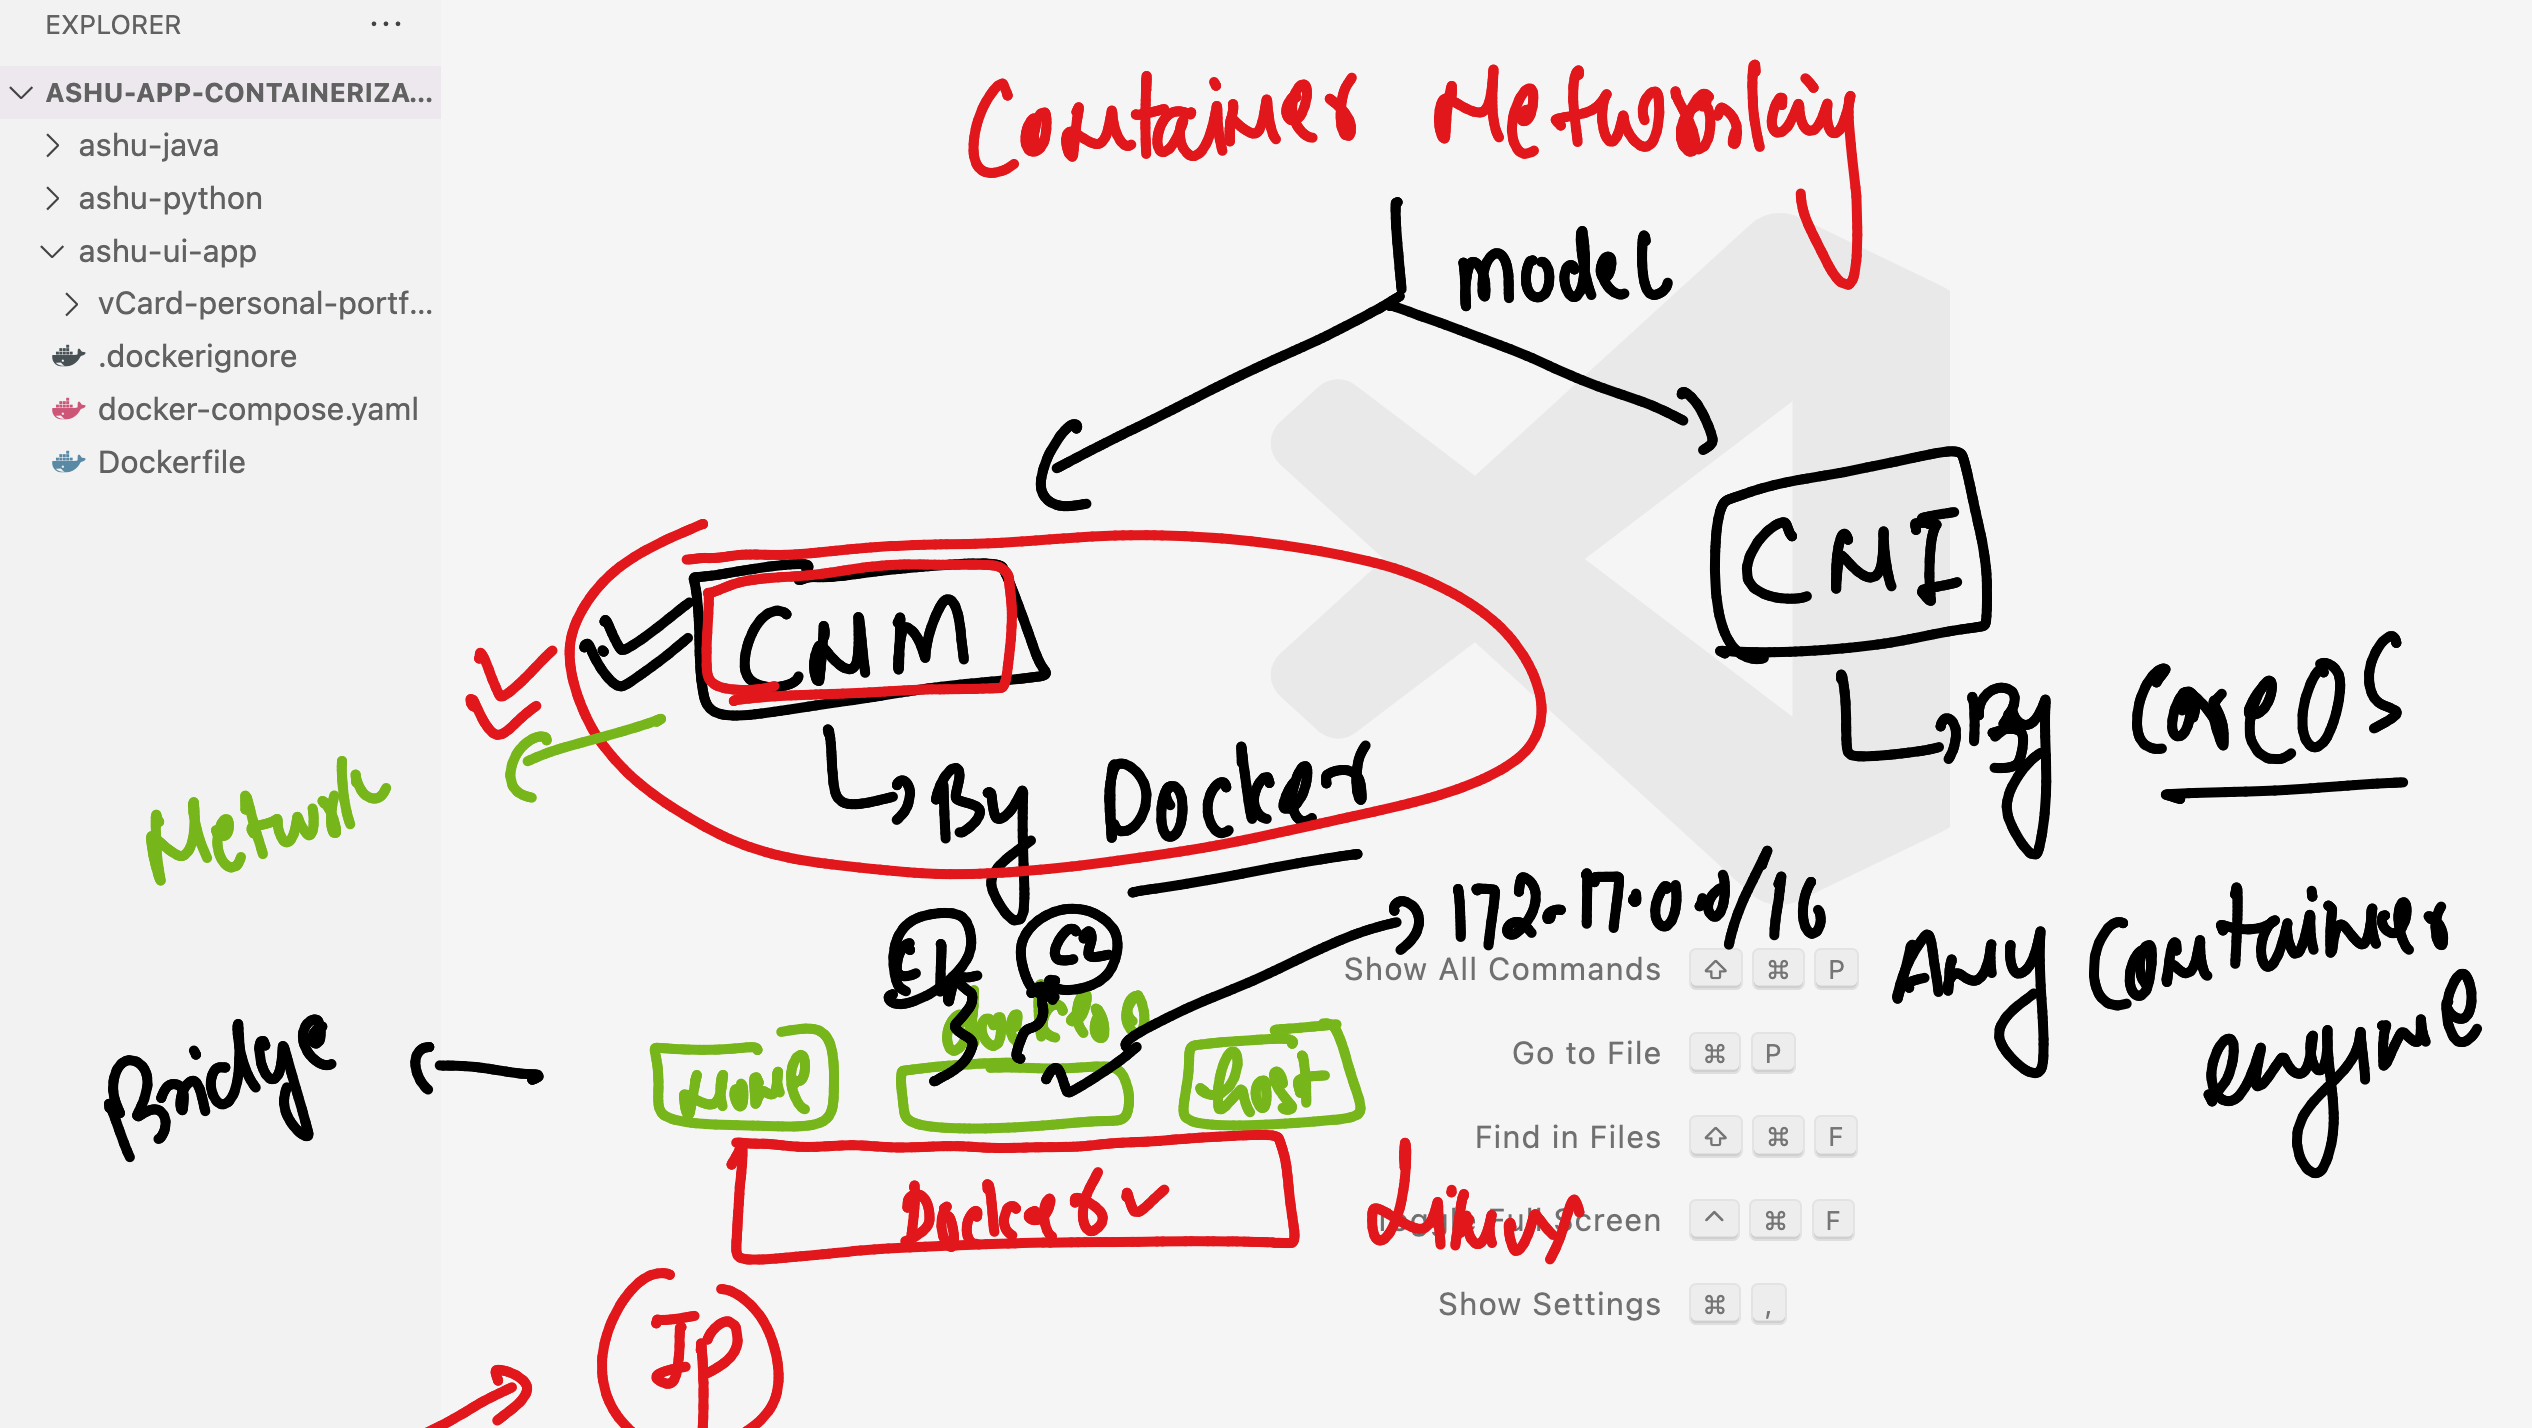 EXPLORER
ASHU-APP-CONTAINERIZA...
ashu-java
ashu-python
ashu-ui-app
vCard-personal-portf...
.dockerignore
docker-compose.yaml
Dockerfile
Container Networking
model
CNM
CNI
By Docker
By CoreOS
Network
172.17.0.0/16
Any Container
engine
C1
C2
Bridge
None
host
Docker
Linux
IP
Show All Commands ⇧ ⌘ P
Go to File ⌘ P
Find in Files ⇧ ⌘ F
Toggle Full Screen ^ ⌘ F
Show Settings ⌘ ,